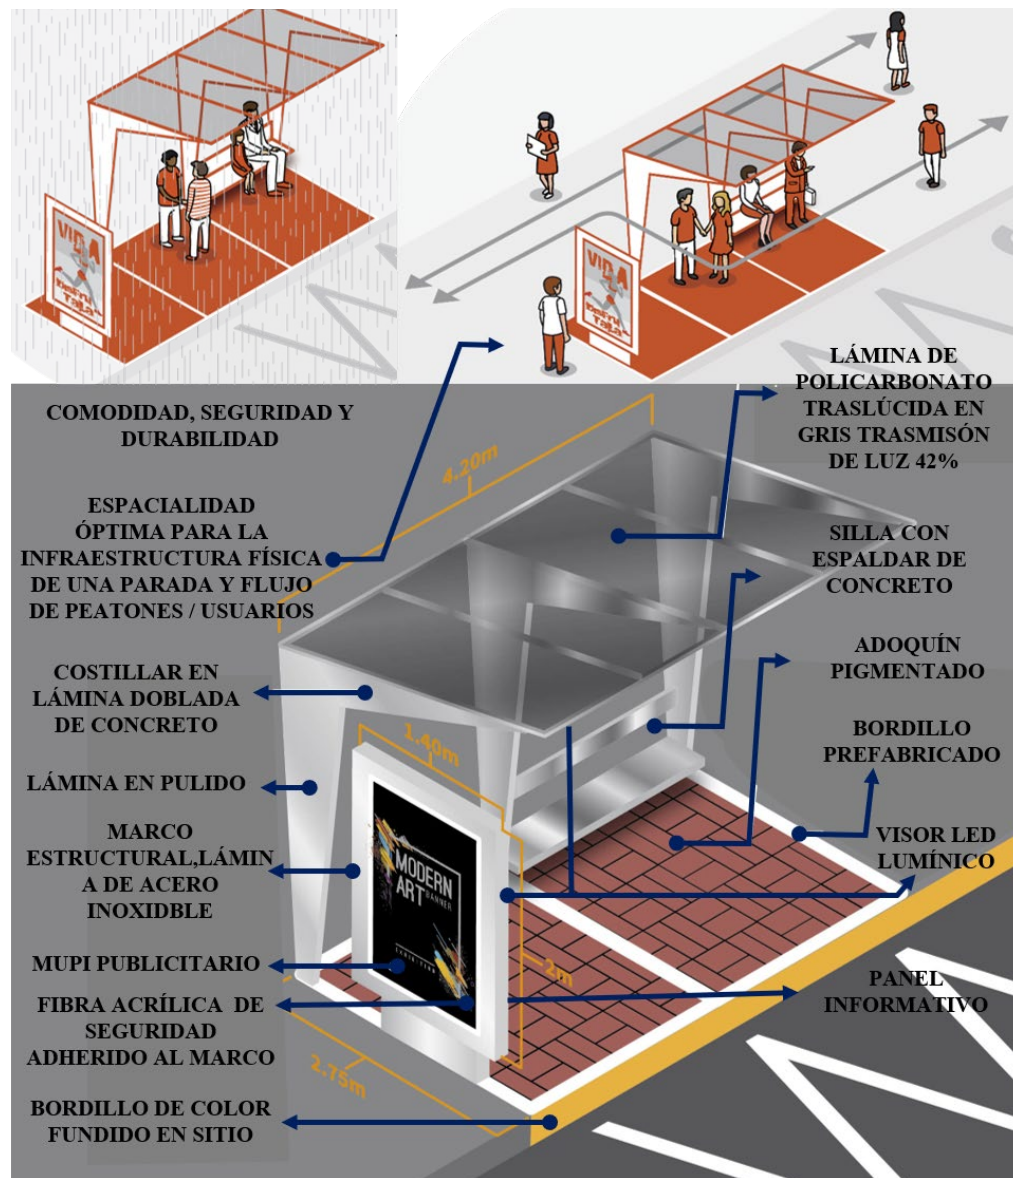 VIDA
VIDA
COMODIDAD, SEGURIDAD Y
DURABILIDAD
ESPACIALIDAD
ÓPTIMA PARA LA
INFRAESTRUCTURA FÍSICA
DE UNA PARADA Y FLUJO
DE PEATONES / USUARIOS
COSTILLAR EN
LÁMINA DOBLADA
DE CONCRETO
LÁMINA EN PULIDO
MARCO
ESTRUCTURAL,LÁMIN
A DE ACERO
INOXIDBLE
MUPI PUBLICITARIO
FIBRA ACRÍLICA DE
SEGURIDAD
ADHERIDO AL MARCO
BORDILLO DE COLOR
FUNDIDO EN SITIO
4.20m
1.40m
MODERN
ART
BANNER
2m
2.75m
LÁMINA DE
POLICARBONATO
TRASLÚCIDA EN
GRIS TRASMISÓN
DE LUZ 42%
SILLA CON
ESPALDAR DE
CONCRETO
ADOQUÍN
PIGMENTADO
BORDILLO
PREFABRICADO
VISOR LED
LUMÍNICO
PANEL
INFORMATIVO